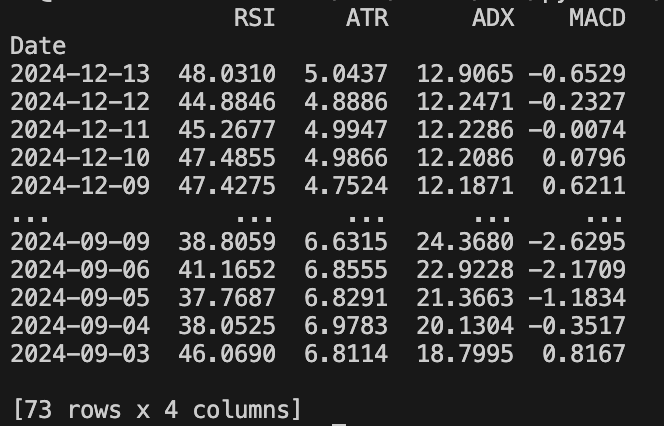 RSI ATR ADX MACD
Date
2024-12-13 48.0310 5.0437 12.9065 -0.6529
2024-12-12 44.8846 4.8886 12.2471 -0.2327
2024-12-11 45.2677 4.9947 12.2286 -0.0074
2024-12-10 47.4855 4.9866 12.2086 0.0796
2024-12-09 47.4275 4.7524 12.1871 0.6211
... ... ... ... ...
2024-09-09 38.8059 6.6315 24.3680 -2.6295
2024-09-06 41.1652 6.8555 22.9228 -2.1709
2024-09-05 37.7687 6.8291 21.3663 -1.1834
2024-09-04 38.0525 6.9783 20.1304 -0.3517
2024-09-03 46.0690 6.8114 18.7995 0.8167
[73 rows x 4 columns]